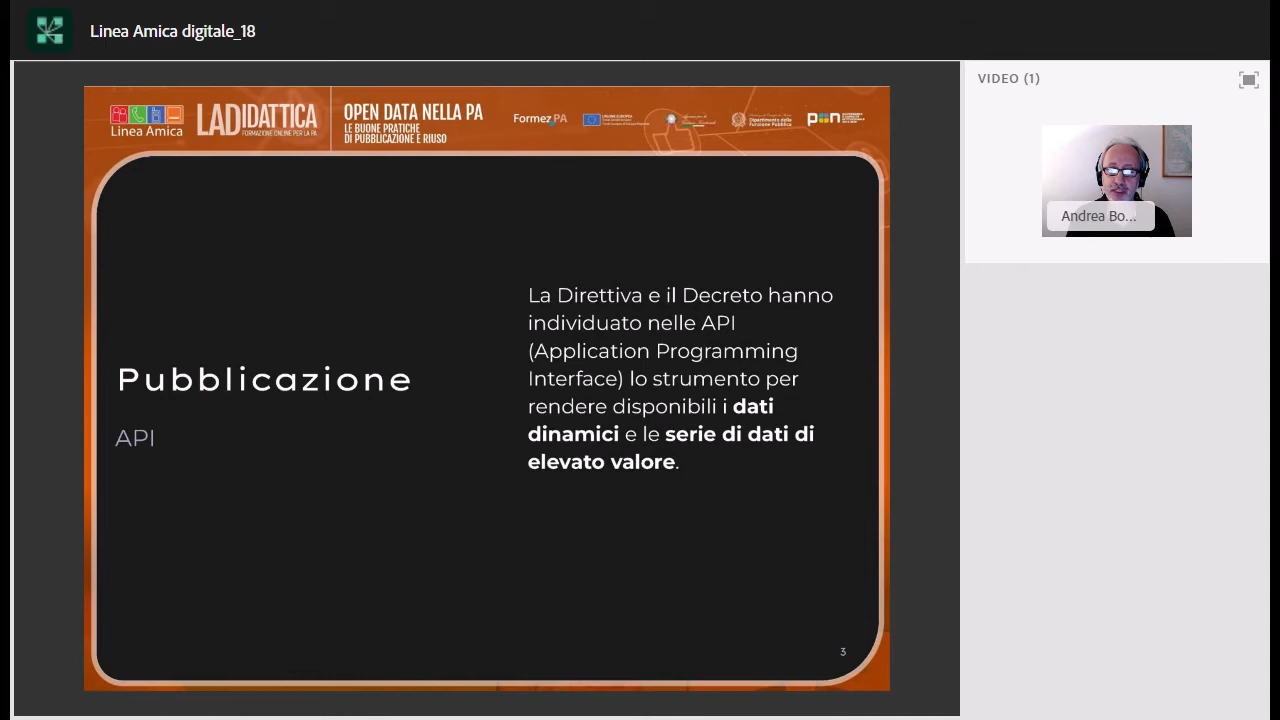 Linea Amica digitale_18
VIDEO (1)
Linea Amica
LADIDATTICA
FORMAZIONE ONLINE PER LA PA
OPEN DATA NELLA PA
LE BUONE PRATICHE
DI PUBBLICAZIONE E RIUSO
Formez PA
UNIONE EUROPEA
Dipartimento della
Funzione Pubblica
pon
Andrea Bo...
Pubblicazione
API
La Direttiva e il Decreto hanno
individuato nelle API
(Application Programming
Interface) lo strumento per
rendere disponibili i dati
dinamici e le serie di dati di
elevato valore.
3